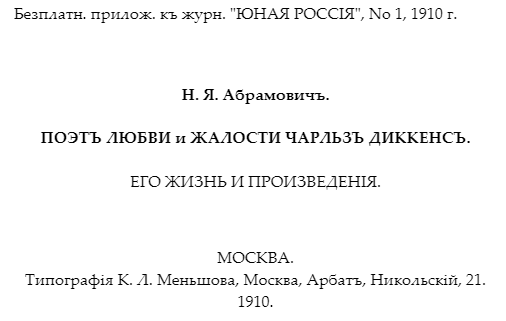 Безплатн. прилож. къ журн. "ЮНАЯ РОССІЯ", No 1, 1910 г.
Н. Я. Абрамовичъ.
ПОЭТЪ ЛЮБВИ и ЖАЛОСТИ ЧАРЛЬЗЪ ДИККЕНСЪ.
ЕГО ЖИЗНЬ И ПРОИЗВЕДЕНІЯ.
МОСКВА.
Типографія К. Л. Меньшова, Москва, Арбатъ, Никольскій, 21.
1910.